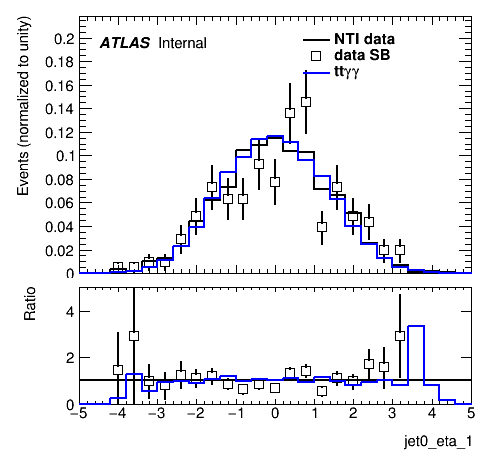 Events (normalized to unity)
0.2
0.18
0.16
0.14
0.12
0.1
0.08
0.06
0.04
0.02
0
ATLAS Internal
NTI data
data SB
ttγγ
Ratio
4
2
0
−5 −4 −3 −2 −1 0 1 2 3 4 5
jet0_eta_1